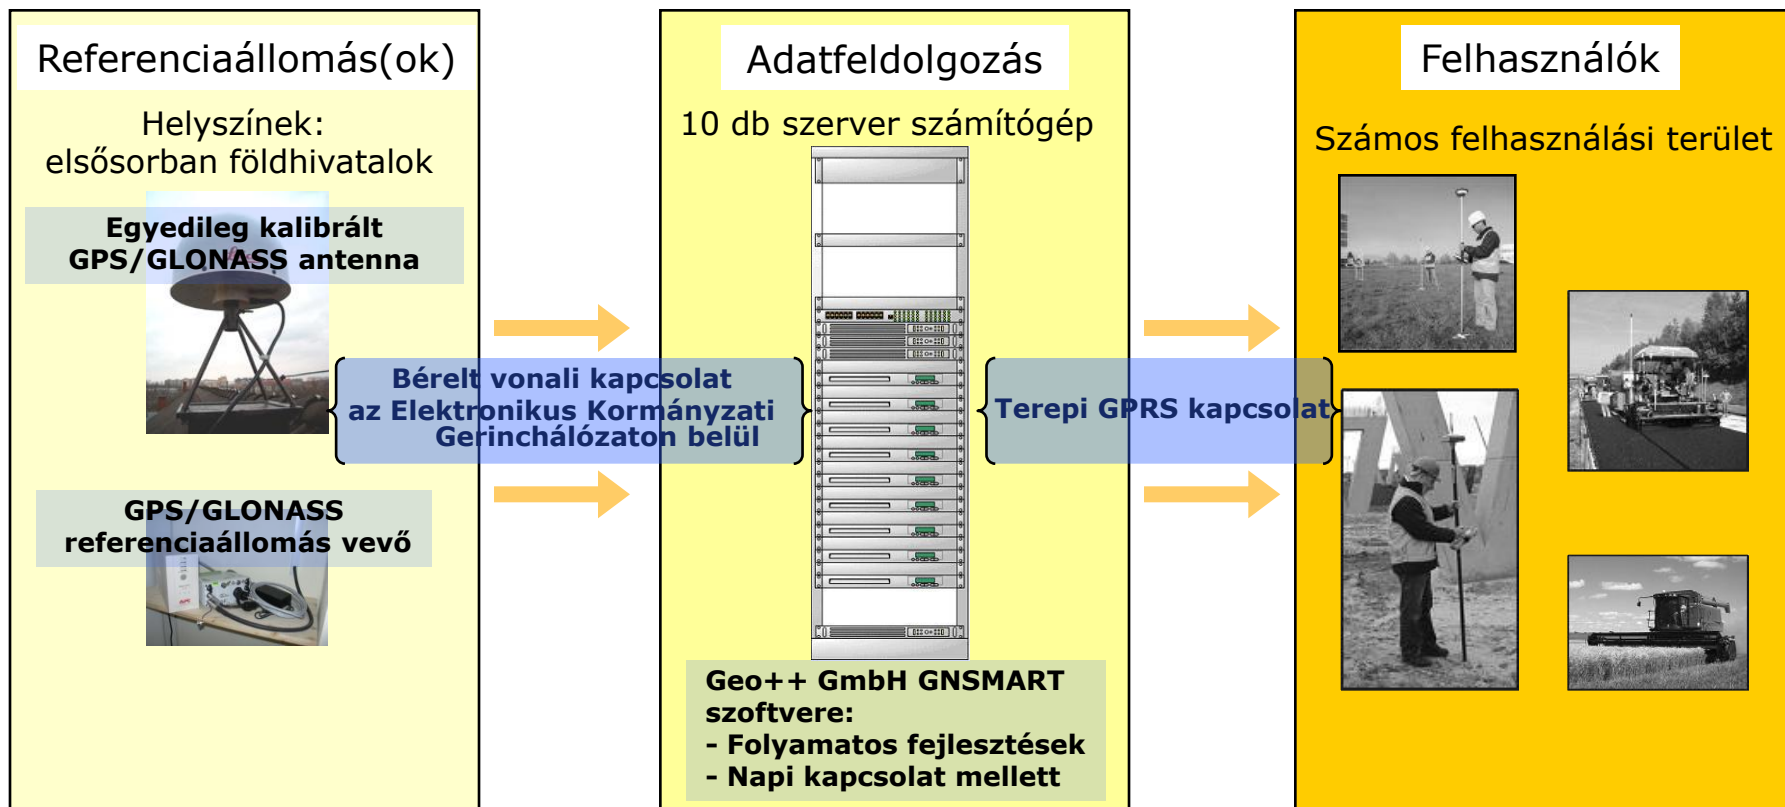 Referenciaállomás(ok)
Helyszínek:
elsősorban földhivatalok
Egyedileg kalibrált
GPS/GLONASS antenna
GPS/GLONASS
referenciaállomás vevő
Bérelt vonali kapcsolat
az Elektronikus Kormányzati
Gerinchálózaton belül
Adatfeldolgozás
10 db szerver számítógép
Geo++ GmbH GNSMART
szoftvere:
- Folyamatos fejlesztések
- Napi kapcsolat mellett
Terepi GPRS kapcsolat
Felhasználók
Számos felhasználási terület